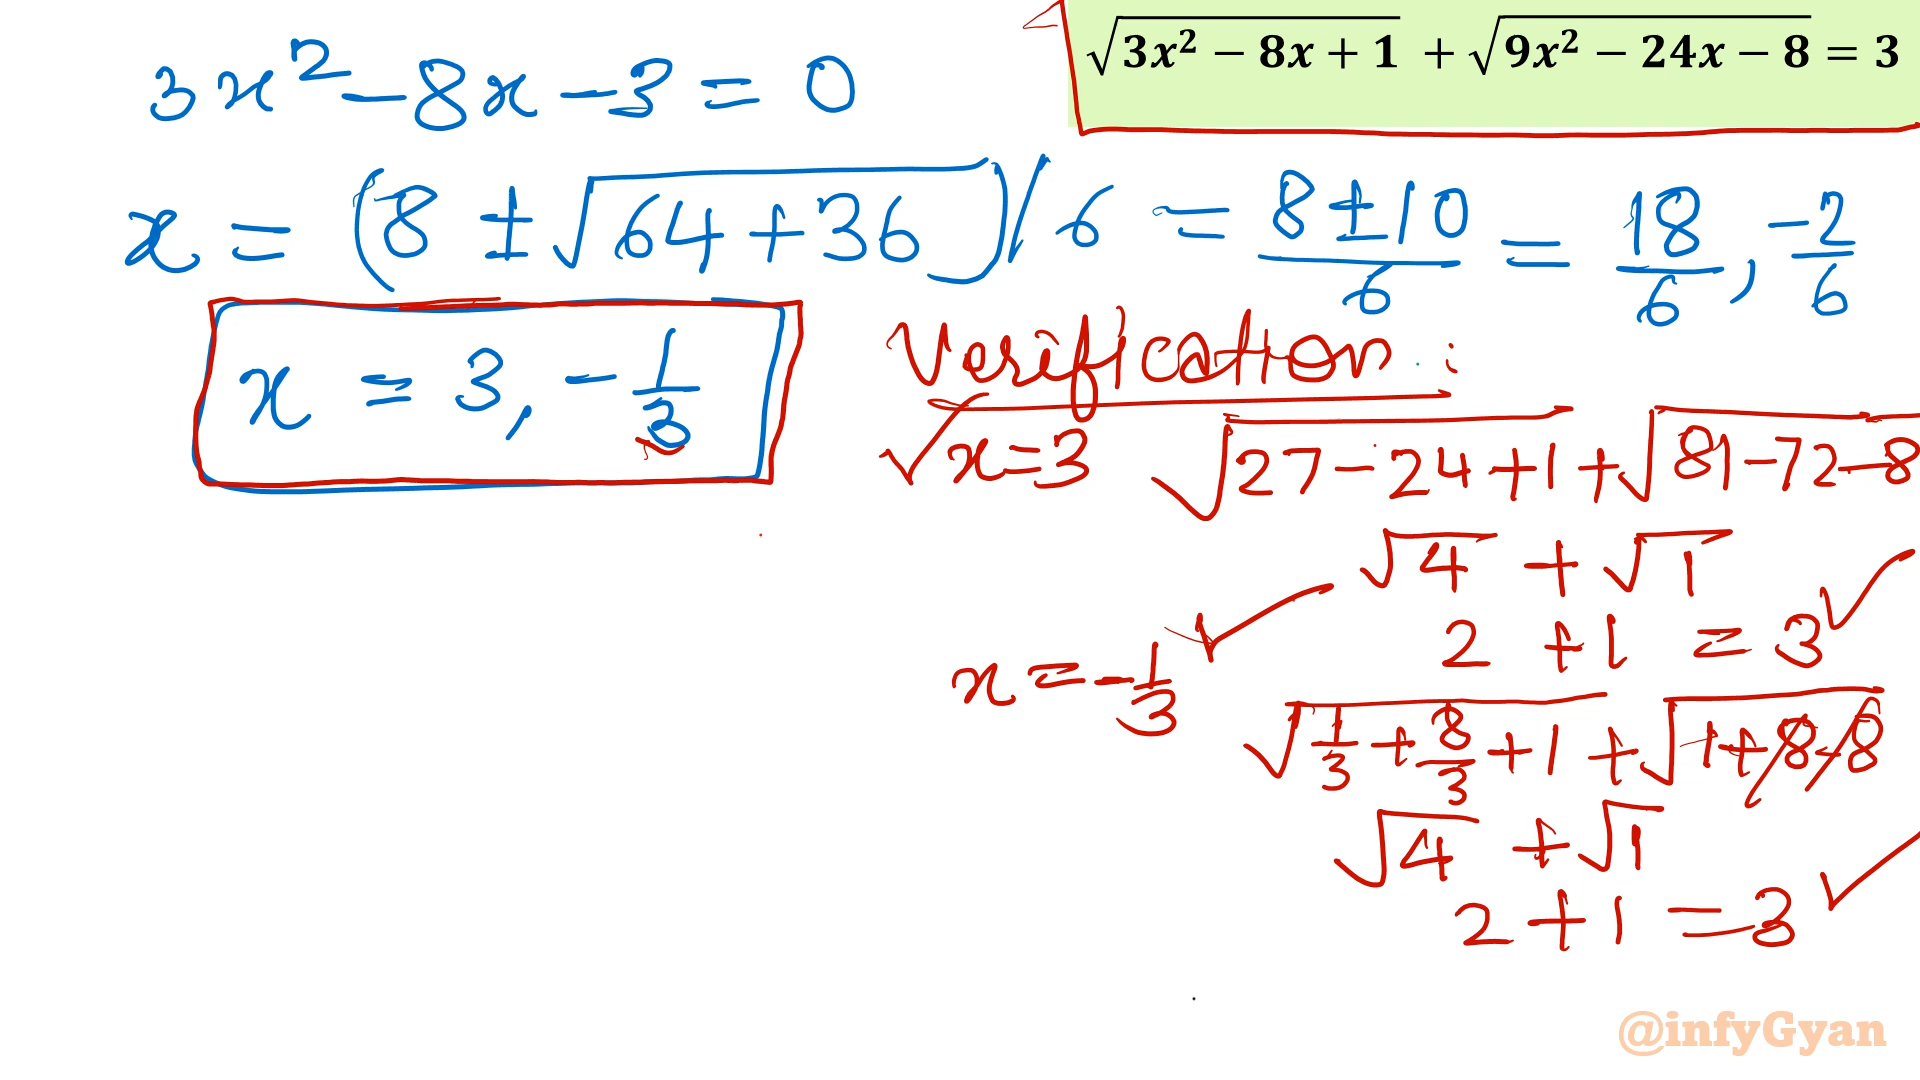 √(3x² − 8x + 1) + √(9x² − 24x − 8) = 3
3x² − 8x − 3 = 0
x = (8 ± √(64 + 36))/6 = (8 ± 10)/6 = 18/6, −2/6
x = 3, −1/3
Verification :
√ x = 3 √(27 − 24 + 1) + √(81 − 72 − 8)
√4 + √1
2 + 1 = 3 ✓
x = −1/3 ✓
√(1/3 + 8/3 + 1) + √(1 + 8 − 8)
√4 + √1
2 + 1 = 3 ✓
@infyGyan